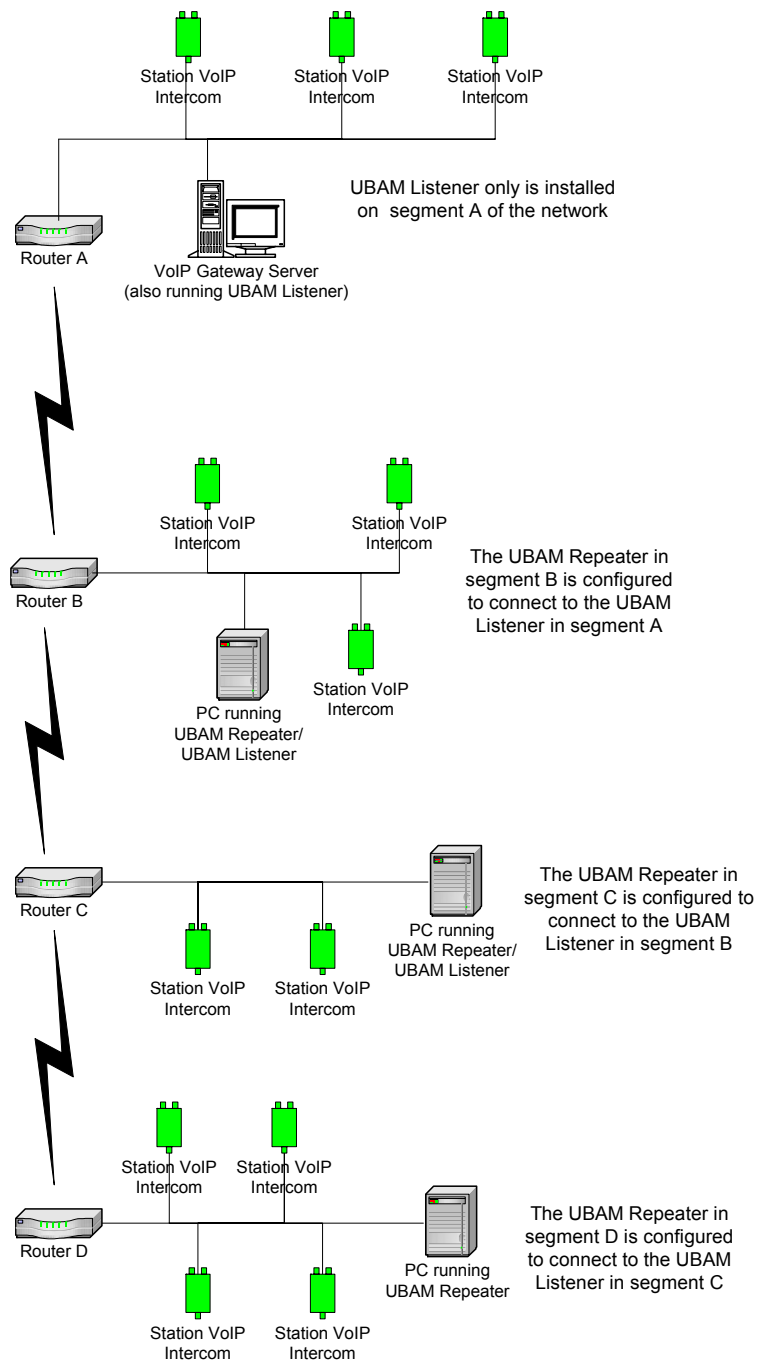 Station VoIP
Intercom
Station VoIP
Intercom
Station VoIP
Intercom
UBAM Listener only is installed
on segment A of the network
Router A
VoIP Gateway Server
(also running UBAM Listener)
Station VoIP
Intercom
Station VoIP
Intercom
The UBAM Repeater in
segment B is configured
to connect to the UBAM
Listener in segment A
Router B
Station VoIP
Intercom
PC running
UBAM Repeater/
UBAM Listener
The UBAM Repeater in
segment C is configured to
connect to the UBAM
Listener in segment B
Router C
PC running
UBAM Repeater/
UBAM Listener
Station VoIP
Intercom
Station VoIP
Intercom
Station VoIP
Intercom
Station VoIP
Intercom
The UBAM Repeater in
segment D is configured
to connect to the UBAM
Listener in segment C
Router D
PC running
UBAM Repeater
Station VoIP
Intercom
Station VoIP
Intercom